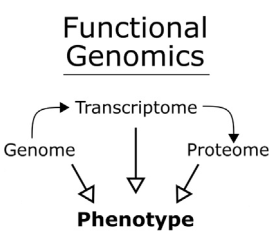 Functional
Genomics
Transcriptome
Genome
Proteome
Phenotype